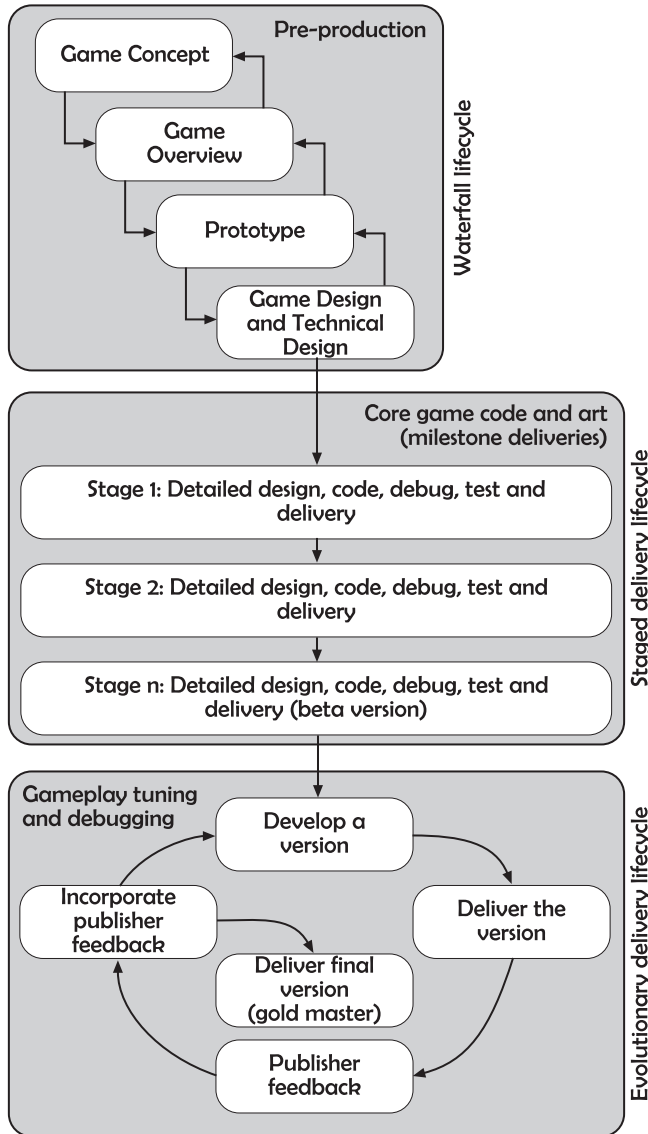 Pre-production
Game Concept
Game
Overview
Prototype
Game Design
and Technical
Design
Waterfall lifecycle
Core game code and art
(milestone deliveries)
Stage 1: Detailed design, code, debug, test and
delivery
Stage 2: Detailed design, code, debug, test and
delivery
Stage n: Detailed design, code, debug, test and
delivery (beta version)
Staged delivery lifecycle
Gameplay tuning
and debugging
Develop a
version
Incorporate
publisher
feedback
Deliver the
version
Deliver final
version
(gold master)
Publisher
feedback
Evolutionary delivery lifecycle